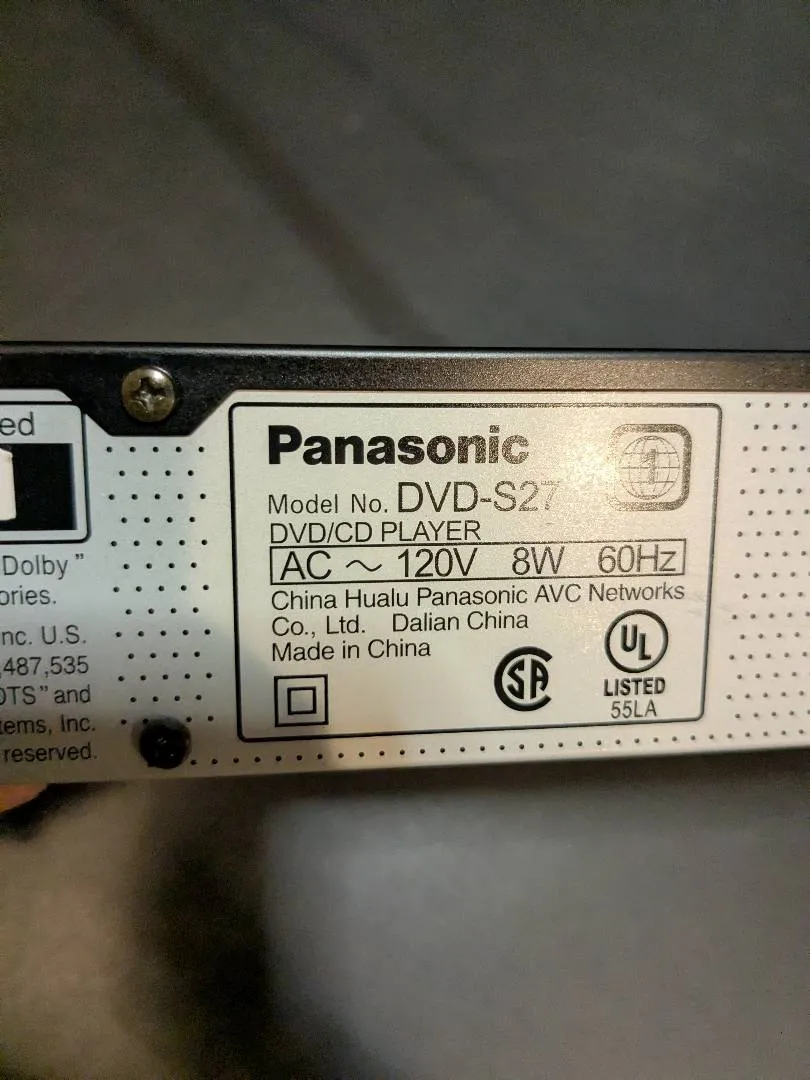 ed
Dolby”
ories.
nc. U.S.
,487,535
DTS” and
tems, Inc.
reserved.
Panasonic
1
Model No. DVD-S27
DVD/CD PLAYER
AC ～ 120V 8W 60Hz
China Hualu Panasonic AVC Networks
Co., Ltd. Dalian China
Made in China
SA
UL
LISTED
55LA